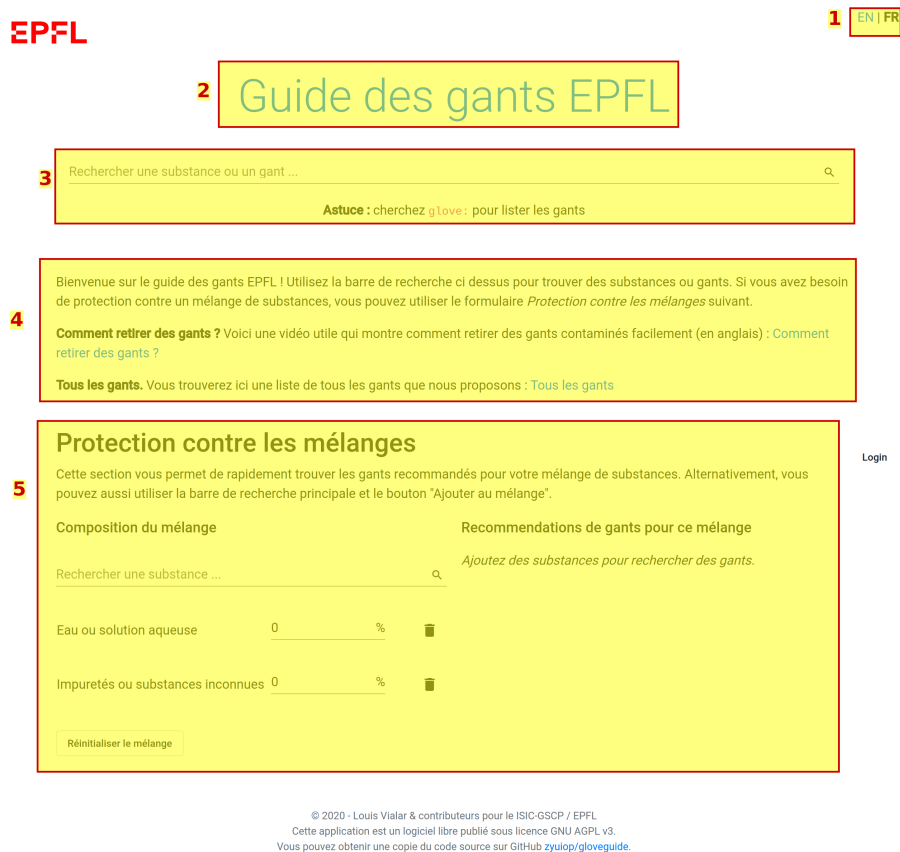 EPFL
1
EN | FR
2
Guide des gants EPFL
3
Rechercher une substance ou un gant ...
Astuce : cherchez glove: pour lister les gants
4
Bienvenue sur le guide des gants EPFL ! Utilisez la barre de recherche ci dessus pour trouver des substances ou gants. Si vous avez besoin
de protection contre un mélange de substances, vous pouvez utiliser le formulaire Protection contre les mélanges suivant.
Comment retirer des gants ? Voici une vidéo utile qui montre comment retirer des gants contaminés facilement (en anglais) : Comment
retirer des gants ?
Tous les gants. Vous trouverez ici une liste de tous les gants que nous proposons : Tous les gants
5
Protection contre les mélanges
Login
Cette section vous permet de rapidement trouver les gants recommandés pour votre mélange de substances. Alternativement, vous
pouvez aussi utiliser la barre de recherche principale et le bouton "Ajouter au mélange".
Composition du mélange
Recommendations de gants pour ce mélange
Ajoutez des substances pour rechercher des gants.
Rechercher une substance ...
Eau ou solution aqueuse 0 %
Impuretés ou substances inconnues 0 %
Réinitialiser le mélange
© 2020 - Louis Vialar & contributeurs pour le ISIC-GSCP / EPFL
Cette application est un logiciel libre publié sous licence GNU AGPL v3.
Vous pouvez obtenir une copie du code source sur GitHub zyuiop/gloveguide.